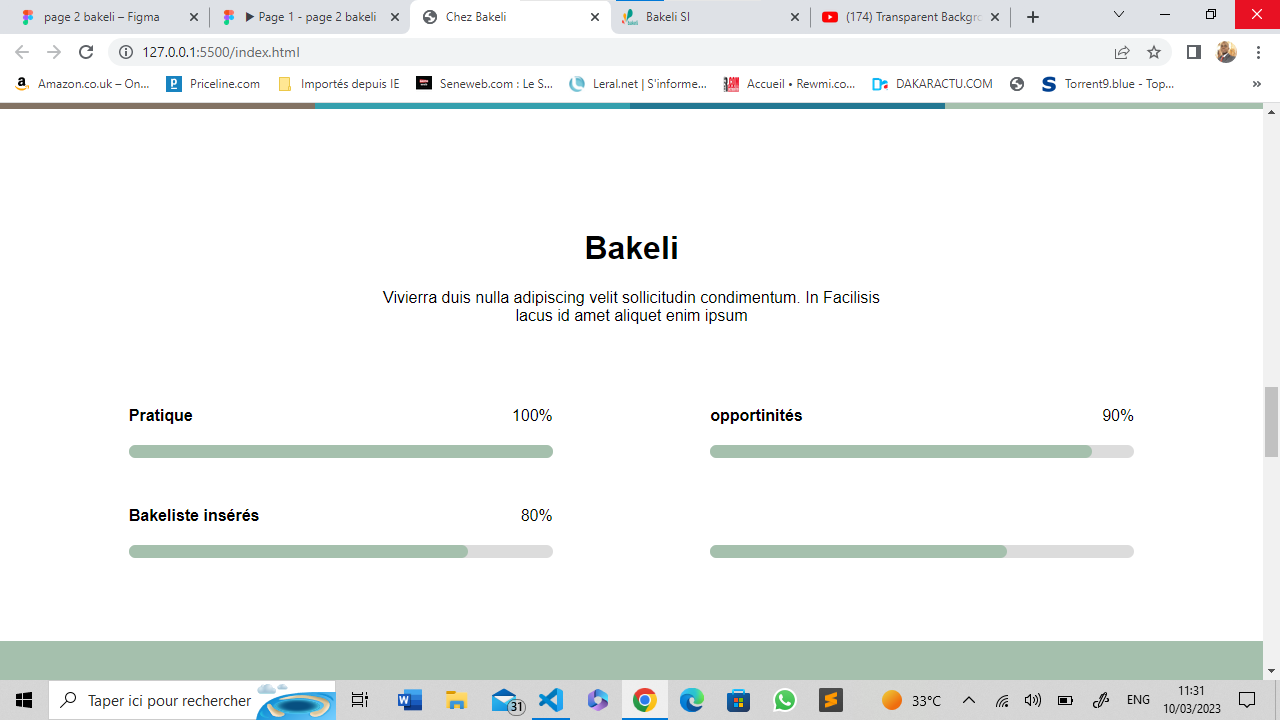 page 2 bakeli – Figma
▶ Page 1 - page 2 bakeli
Chez Bakeli
Bakeli SI
(174) Transparent Backgro
127.0.0.1:5500/index.html
Amazon.co.uk – On...
Priceline.com
Importés depuis IE
Seneweb.com : Le S...
Leral.net | S'informe...
Accueil • Rewmi.co...
DAKARACTU.COM
Torrent9.blue - Top...
»
Bakeli
Vivierra duis nulla adipiscing velit sollicitudin condimentum. In Facilisis
lacus id amet aliquet enim ipsum
Pratique 100%
opportinités 90%
Bakeliste insérés 80%
Taper ici pour rechercher
31
33°C
ENG
11:31
10/03/2023